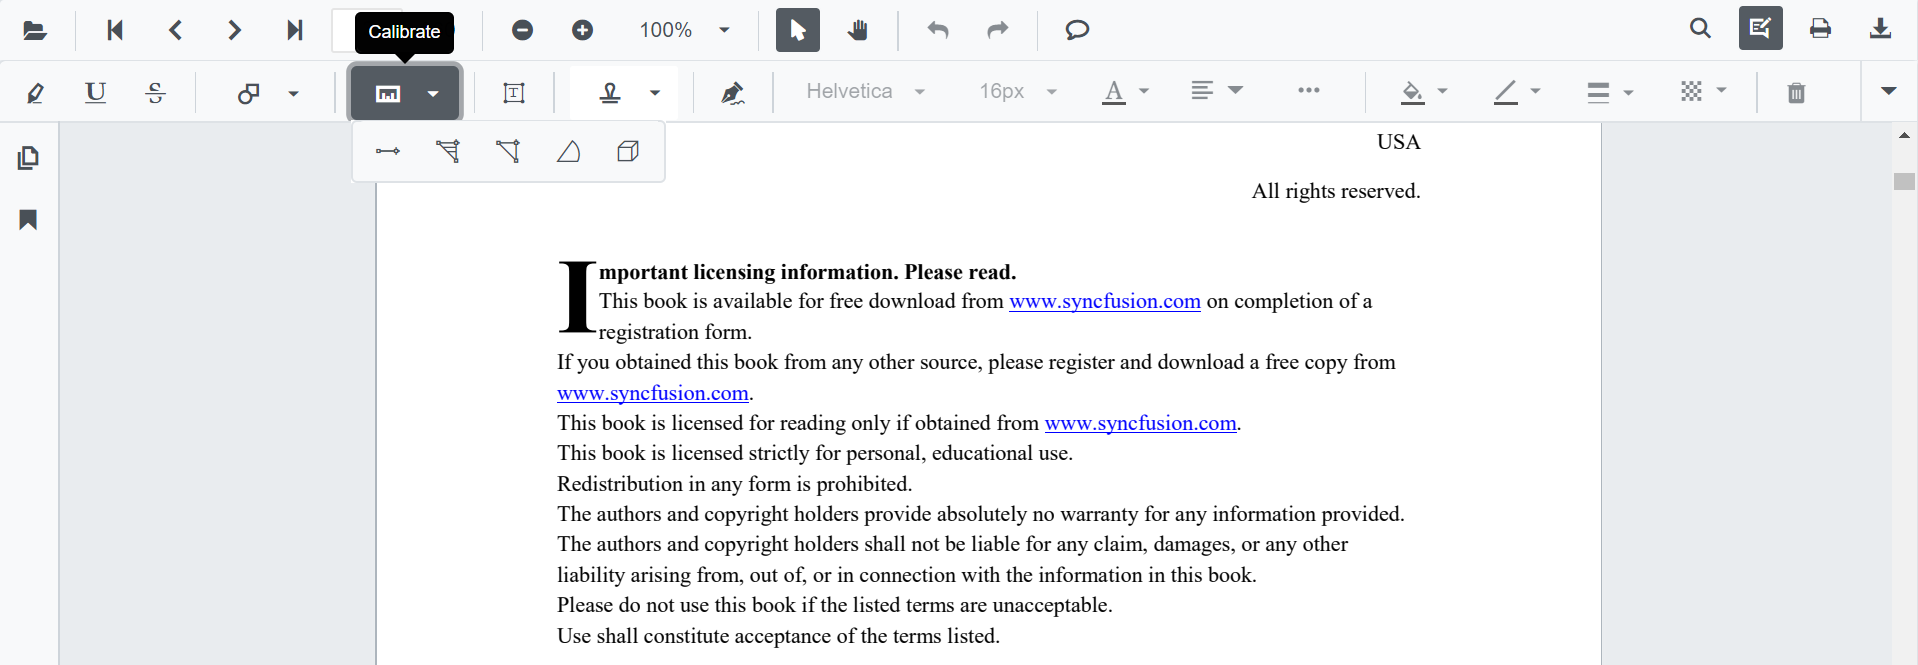 Calibrate
100%
Helvetica
16px
USA
All rights reserved.
Important licensing information. Please read.
This book is available for free download from www.syncfusion.com on completion of a
registration form.
If you obtained this book from any other source, please register and download a free copy from
www.syncfusion.com.
This book is licensed for reading only if obtained from www.syncfusion.com.
This book is licensed strictly for personal, educational use.
Redistribution in any form is prohibited.
The authors and copyright holders provide absolutely no warranty for any information provided.
The authors and copyright holders shall not be liable for any claim, damages, or any other
liability arising from, out of, or in connection with the information in this book.
Please do not use this book if the listed terms are unacceptable.
Use shall constitute acceptance of the terms listed.